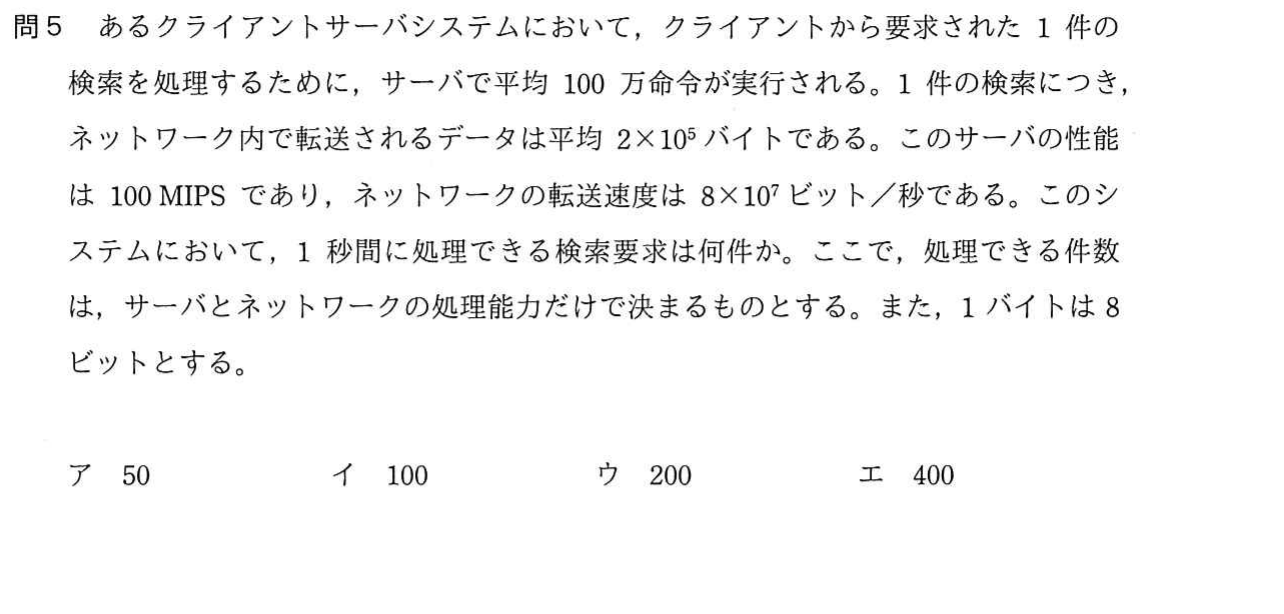 問5　あるクライアントサーバシステムにおいて，クライアントから要求された 1 件の
検索を処理するために，サーバで平均 100 万命令が実行される。1 件の検索につき，
ネットワーク内で転送されるデータは平均 2×10⁵ バイトである。このサーバの性能
は 100 MIPS であり，ネットワークの転送速度は 8×10⁷ ビット／秒である。このシ
ステムにおいて，1 秒間に処理できる検索要求は何件か。ここで，処理できる件数
は，サーバとネットワークの処理能力だけで決まるものとする。また，1 バイトは 8
ビットとする。
ア　50　イ　100　ウ　200　エ　400